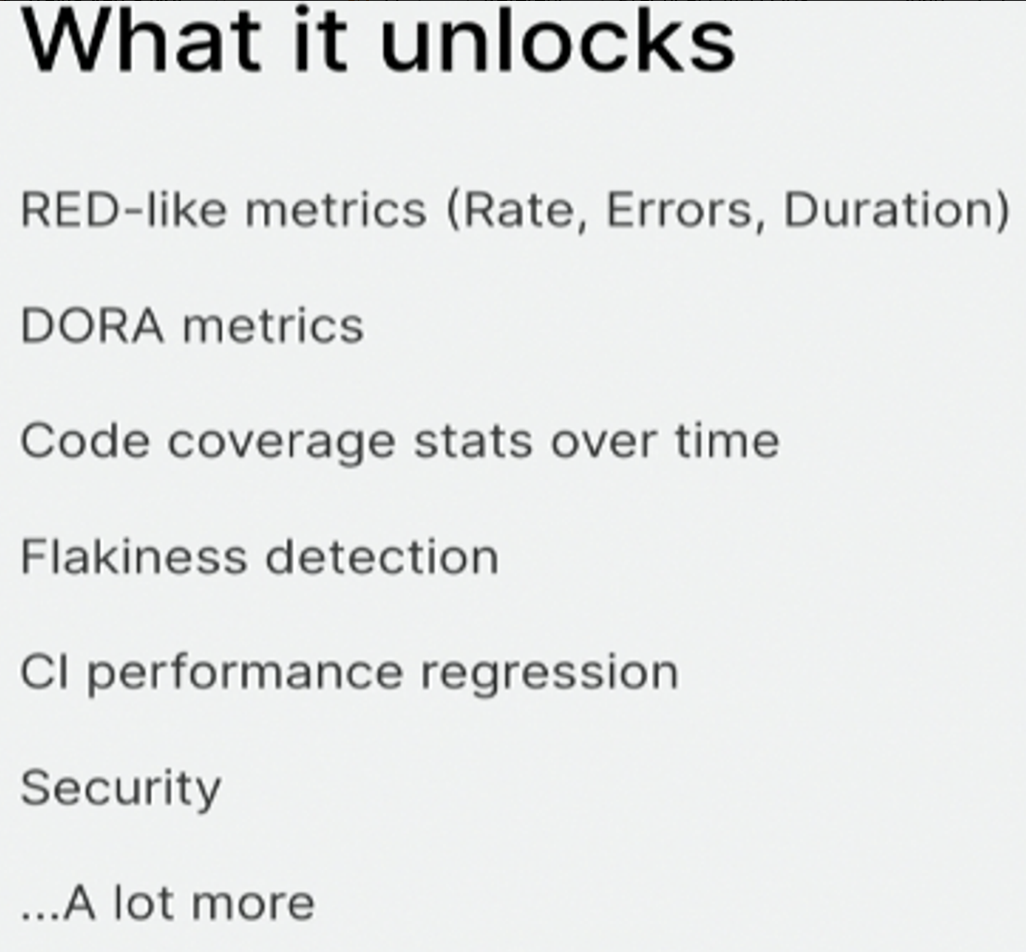 What it unlocks
RED-like metrics (Rate, Errors, Duration)
DORA metrics
Code coverage stats over time
Flakiness detection
CI performance regression
Security
...A lot more